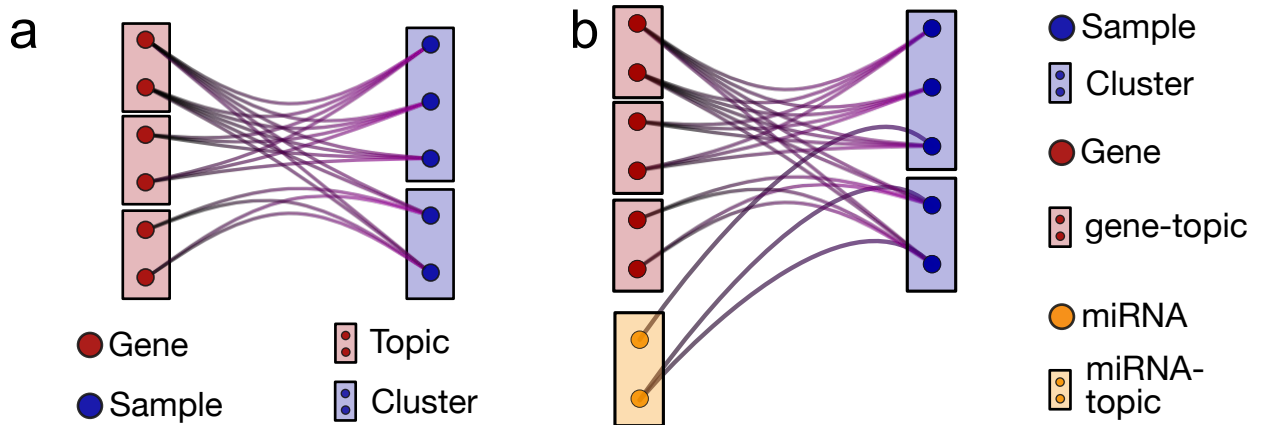 a
Gene
Topic
Sample
Cluster
b
Sample
Cluster
Gene
gene-topic
miRNA
miRNA-
topic